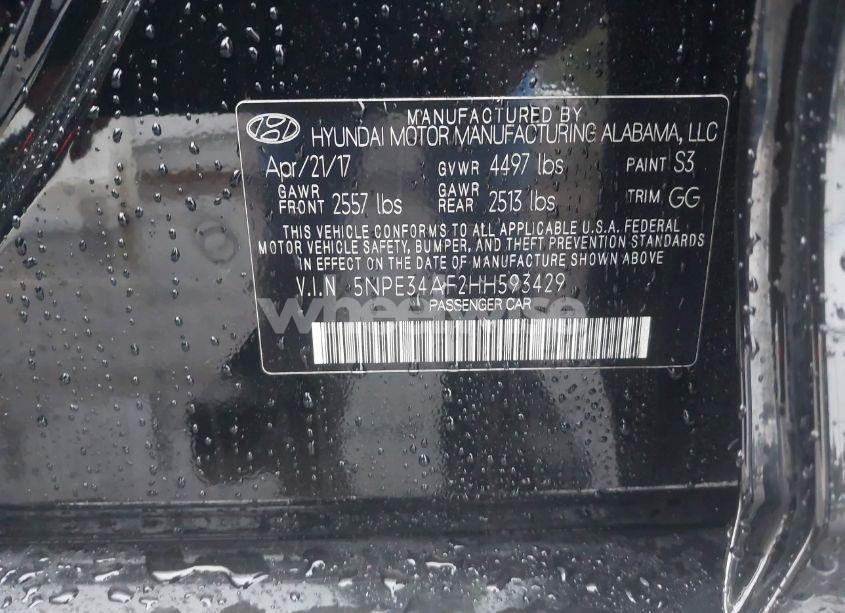 MANUFACTURED BY
HYUNDAI MOTOR MANUFACTURING ALABAMA, LLC
Apr/21/17 GVWR 4497 lbs PAINT S3
GAWR FRONT 2557 lbs GAWR REAR 2513 lbs TRIM GG
THIS VEHICLE CONFORMS TO ALL APPLICABLE U.S.A. FEDERAL
MOTOR VEHICLE SAFETY, BUMPER, AND THEFT PREVENTION STANDARDS
IN EFFECT ON THE DATE OF MANUFACTURE SHOWN ABOVE
V.I.N 5NPE34AF2HH593429
PASSENGER CAR